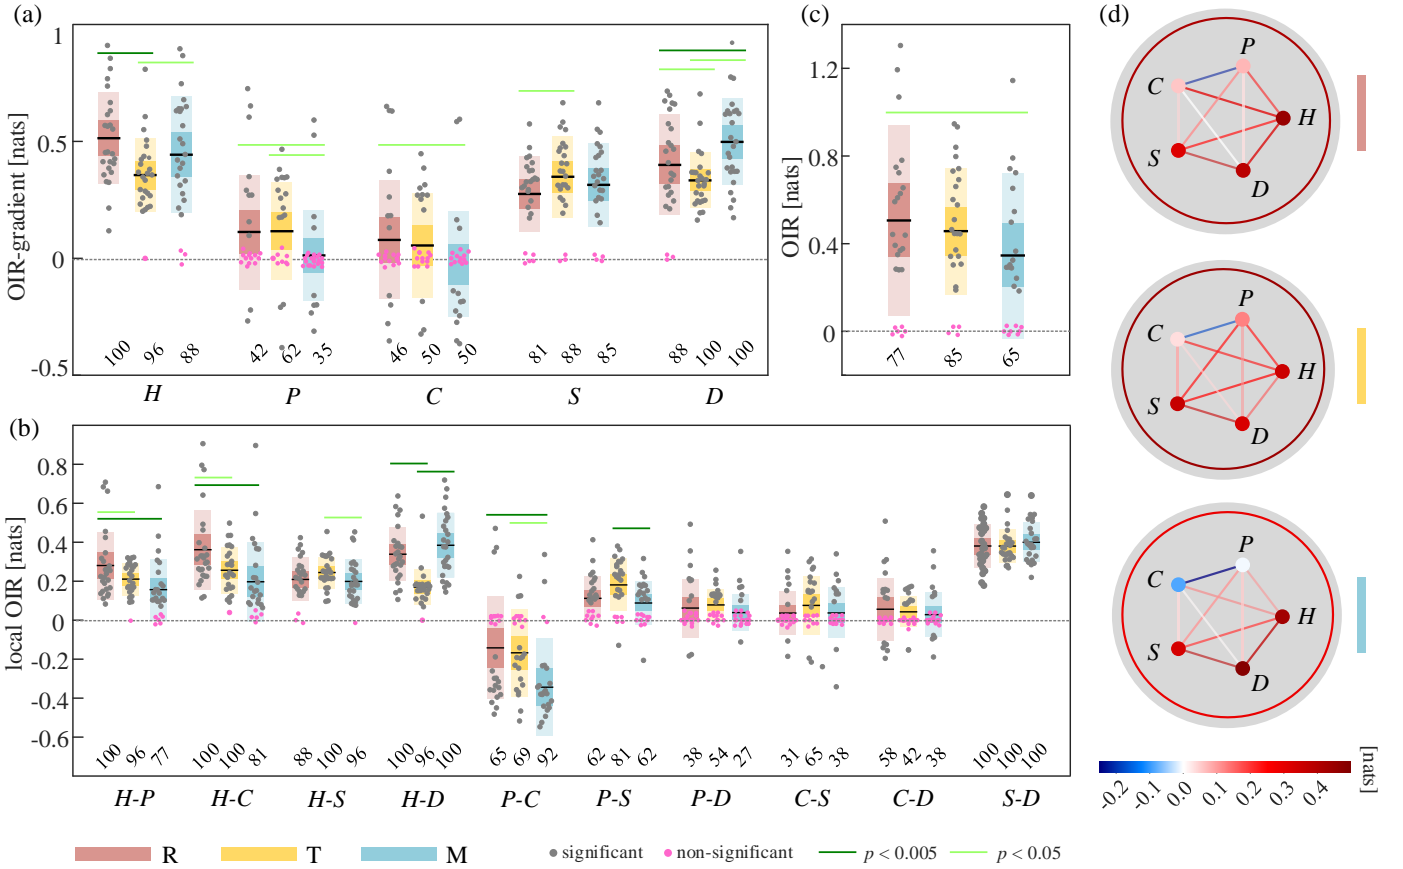 (a)
OIR-gradient [nats]
1
0.5
0
-0.5
100 96 88 42 62 35 46 50 50 81 88 85 88 100 100
H P C S D
(c)
OIR [nats]
1.2
0.8
0.4
0
77 85 65
(d)
P
C
H
S
D
P
C
H
S
D
P
C
H
S
D
-0.2 -0.1 0.0 0.1 0.2 0.3 0.4
[nats]
(b)
local OIR [nats]
0.8
0.6
0.4
0.2
0
-0.2
-0.4
-0.6
100 96 77 100 100 81 88 100 96 100 96 100 65 69 92 62 81 62 38 54 27 31 65 38 58 42 38 100 100 100
H-P H-C H-S H-D P-C P-S P-D C-S C-D S-D
R T M significant non-significant p < 0.005 p < 0.05